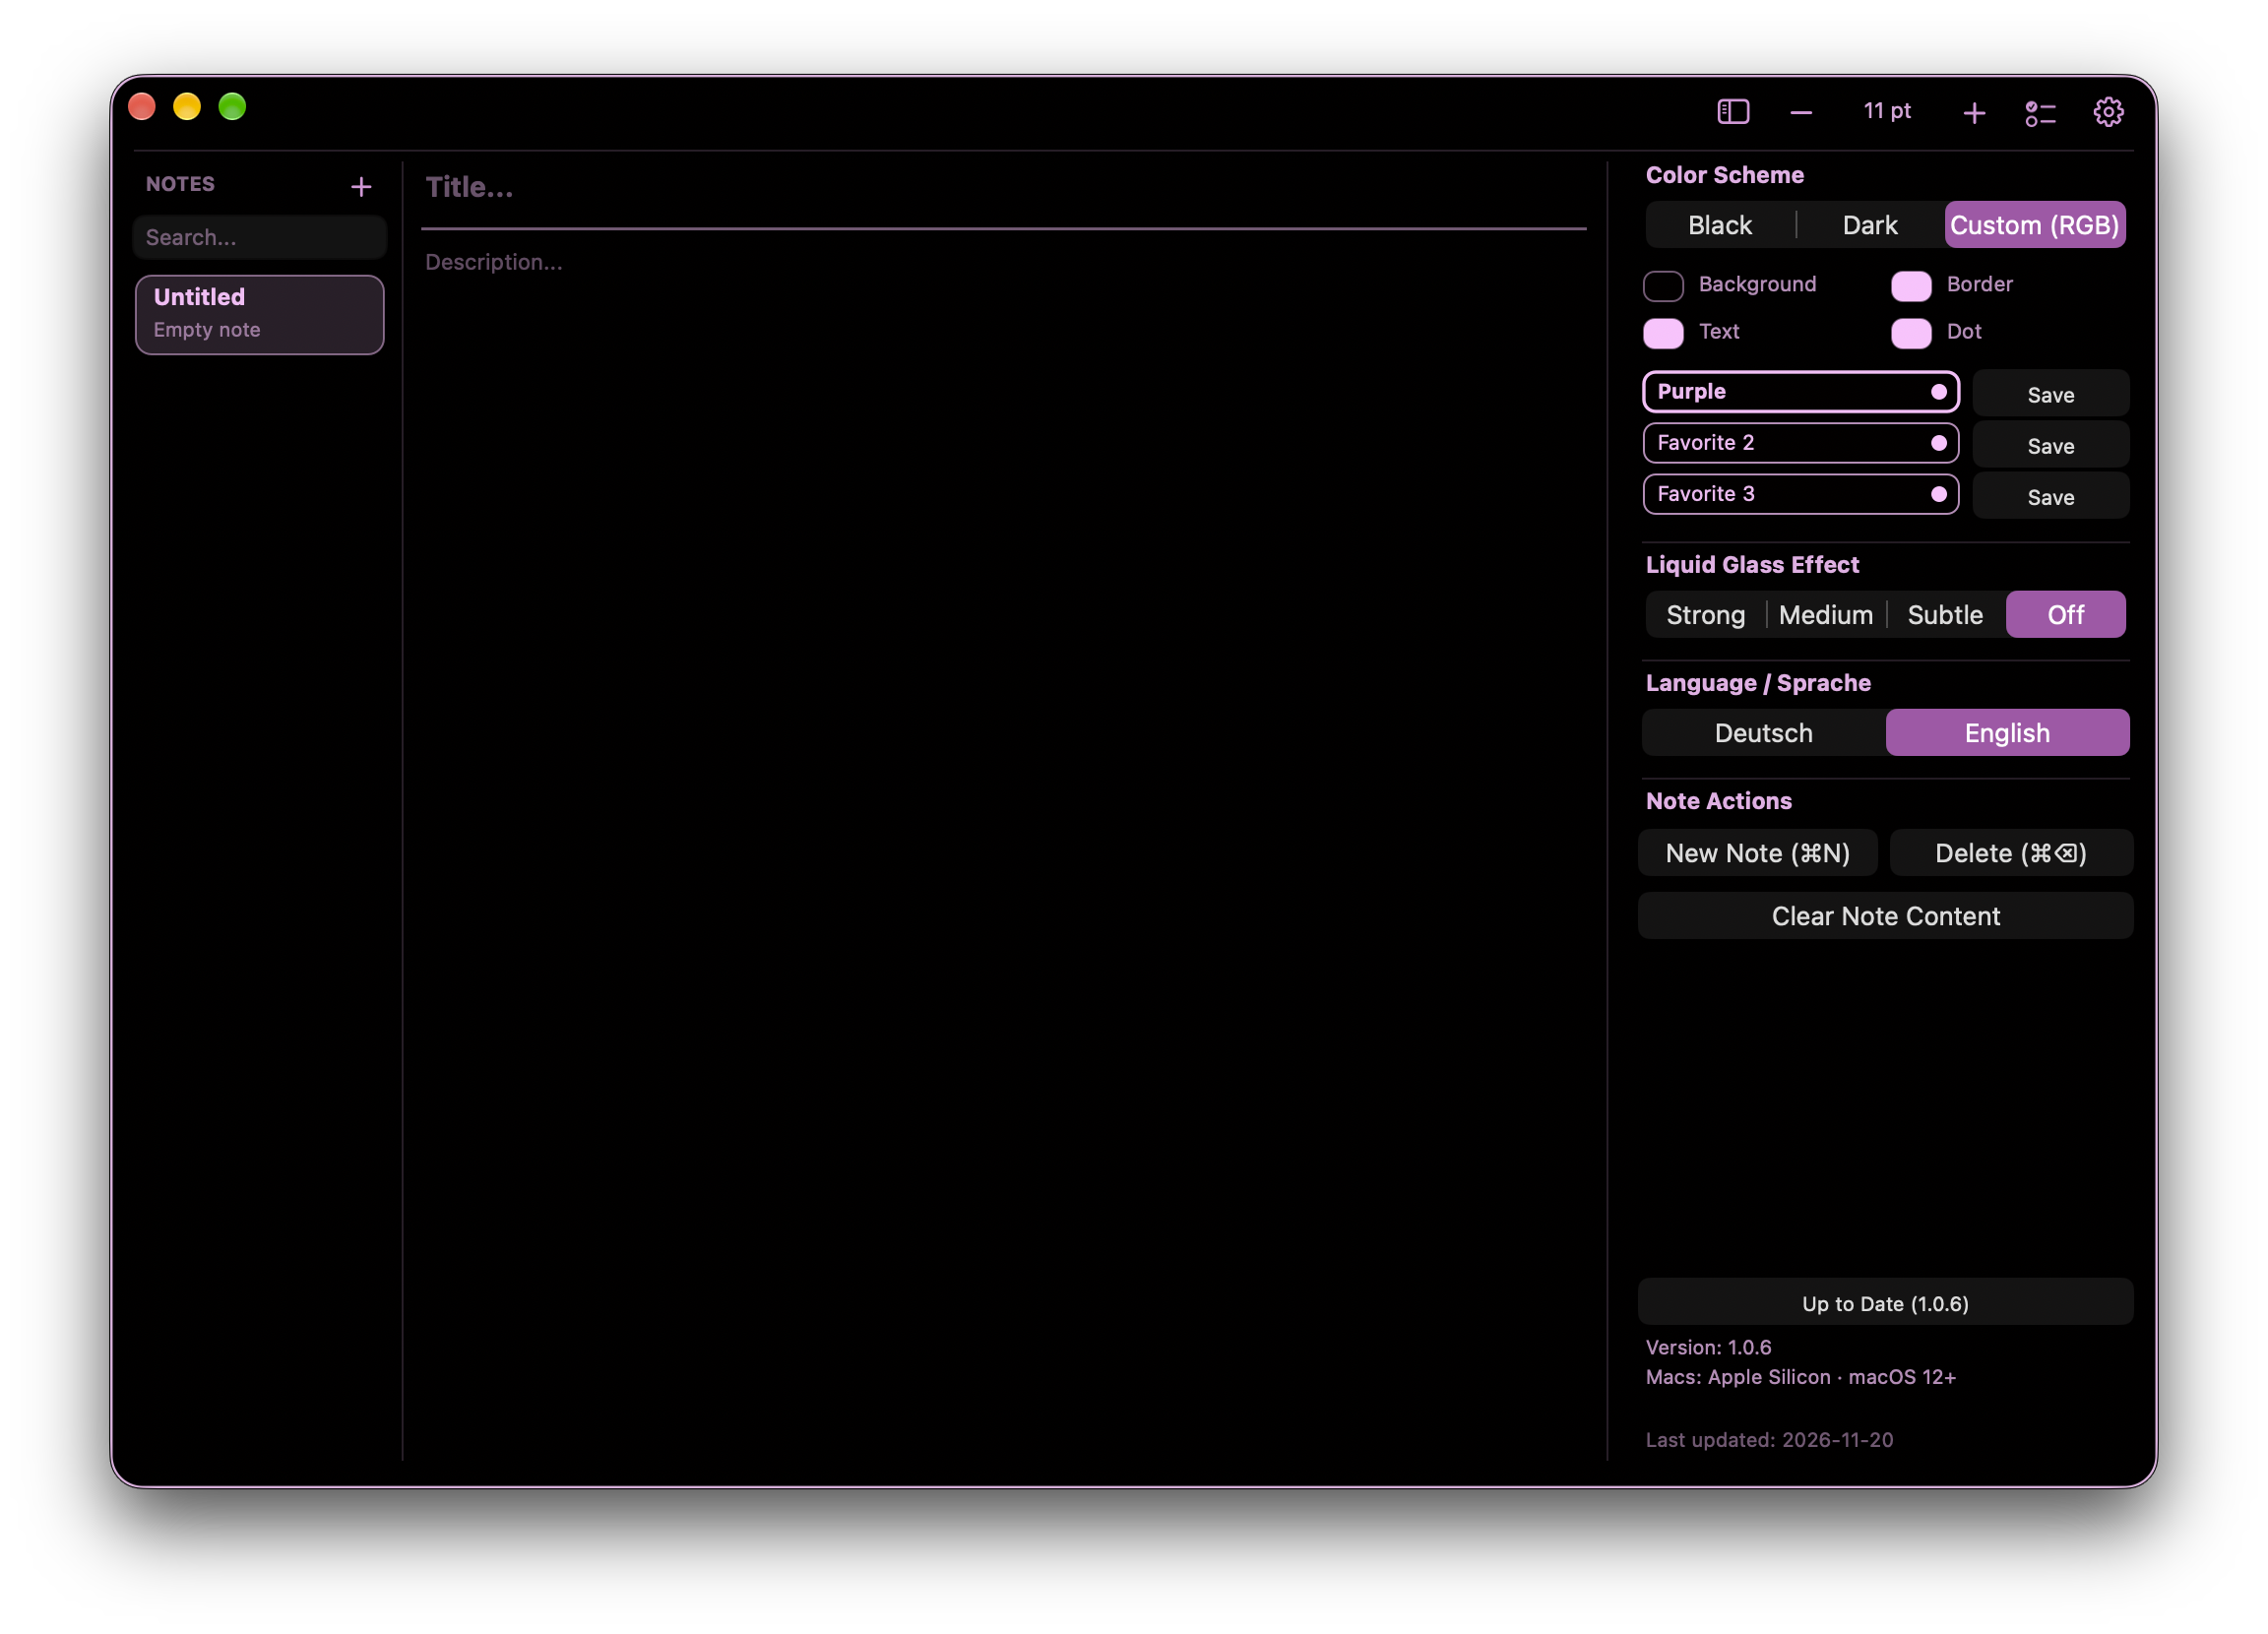 11 pt
NOTES
Search...
Untitled
Empty note
Title...
Description...
Color Scheme
Black Dark Custom (RGB)
Background Border
Text Dot
Purple Save
Favorite 2 Save
Favorite 3 Save
Liquid Glass Effect
Strong Medium Subtle Off
Language / Sprache
Deutsch English
Note Actions
New Note (⌘N) Delete (⌘⌫)
Clear Note Content
Up to Date (1.0.6)
Version: 1.0.6
Macs: Apple Silicon · macOS 12+
Last updated: 2026-11-20